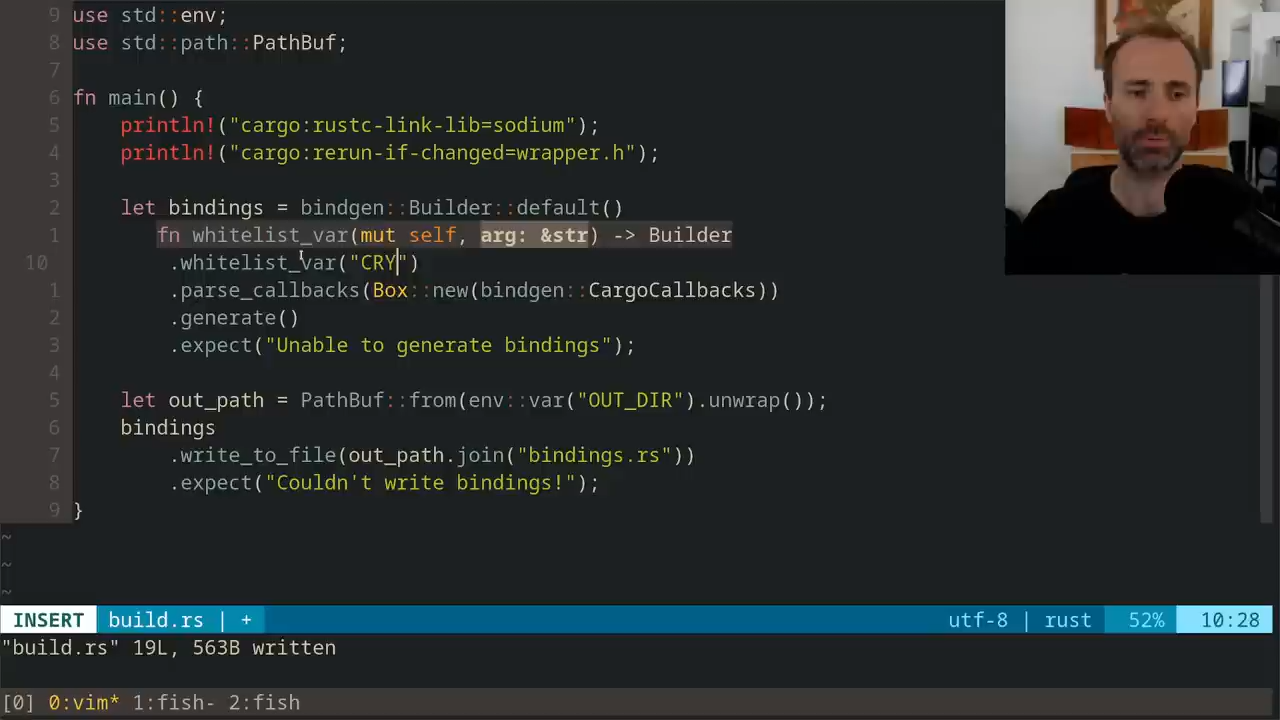 9 use std::env;
8 use std::path::PathBuf;
7
6 fn main() {
5     println!("cargo:rustc-link-lib=sodium");
4     println!("cargo:rerun-if-changed=wrapper.h");
3
2     let bindings = bindgen::Builder::default()
1        fn whitelist_var(mut self, arg: &str) -> Builder
10         .whitelist_var("CRY")
1         .parse_callbacks(Box::new(bindgen::CargoCallbacks))
2         .generate()
3         .expect("Unable to generate bindings");
4
5     let out_path = PathBuf::from(env::var("OUT_DIR").unwrap());
6     bindings
7         .write_to_file(out_path.join("bindings.rs"))
8         .expect("Couldn't write bindings!");
9 }
~
~
~
INSERT build.rs | + utf-8 | rust 52% 10:28
"build.rs" 19L, 563B written
[0] 0:vim* 1:fish- 2:fish